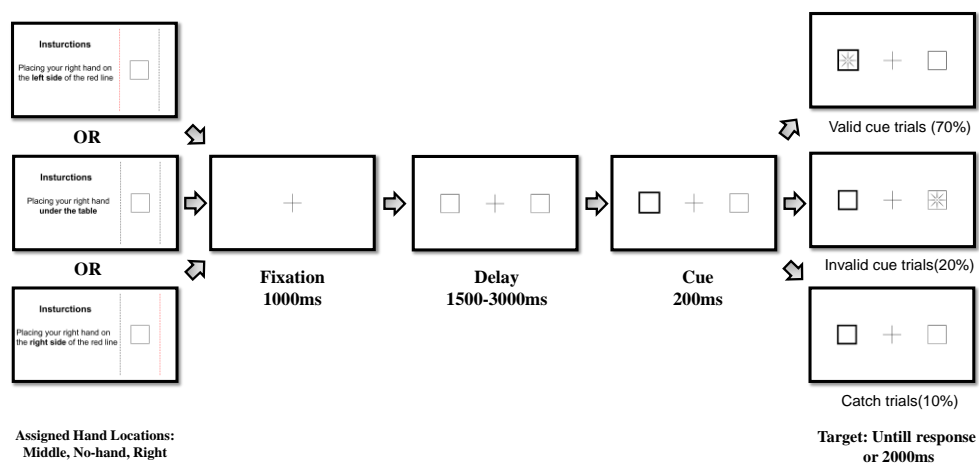 Insturctions
Placing your right hand on
the left side of the red line
OR
Insturctions
Placing your right hand
under the table
OR
Insturctions
Placing your right hand on
the right side of the red line
Assigned Hand Locations:
Middle, No-hand, Right
Fixation
1000ms
Delay
1500-3000ms
Cue
200ms
Valid cue trials (70%)
Invalid cue trials(20%)
Catch trials(10%)
Target: Untill response
or 2000ms